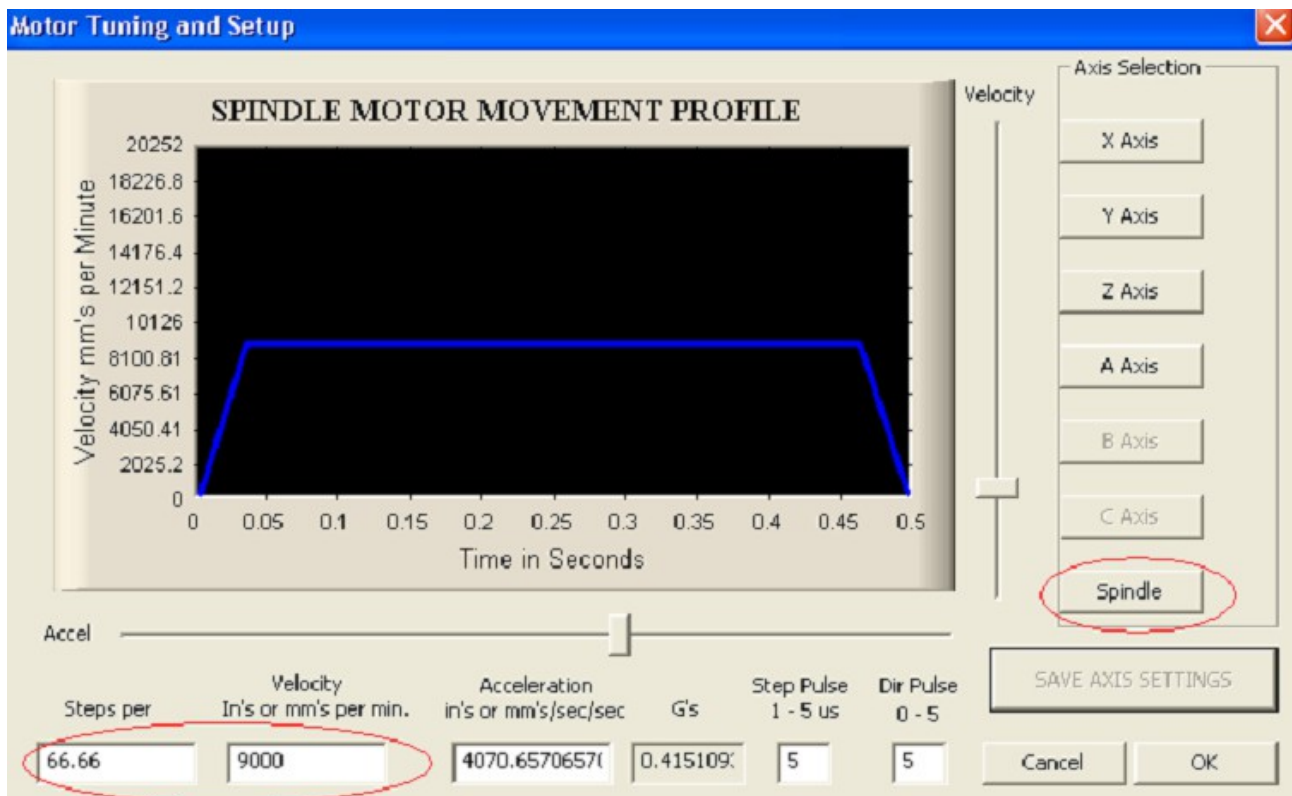 Motor Tuning and Setup
SPINDLE MOTOR MOVEMENT PROFILE
Velocity mm's per Minute
20252
18226.8
16201.6
14176.4
12151.2
10126
8100.81
6075.61
4050.41
2025.2
0
0 0.05 0.1 0.15 0.2 0.25 0.3 0.35 0.4 0.45 0.5
Time in Seconds
Velocity
Axis Selection
X Axis
Y Axis
Z Axis
A Axis
B Axis
C Axis
Spindle
Accel
Steps per
Velocity
In's or mm's per min.
Acceleration
in's or mm's/sec/sec
G's
Step Pulse
1 - 5 us
Dir Pulse
0 - 5
66.66
9000
4070.6570657(
0.415109
5
5
SAVE AXIS SETTINGS
Cancel
OK